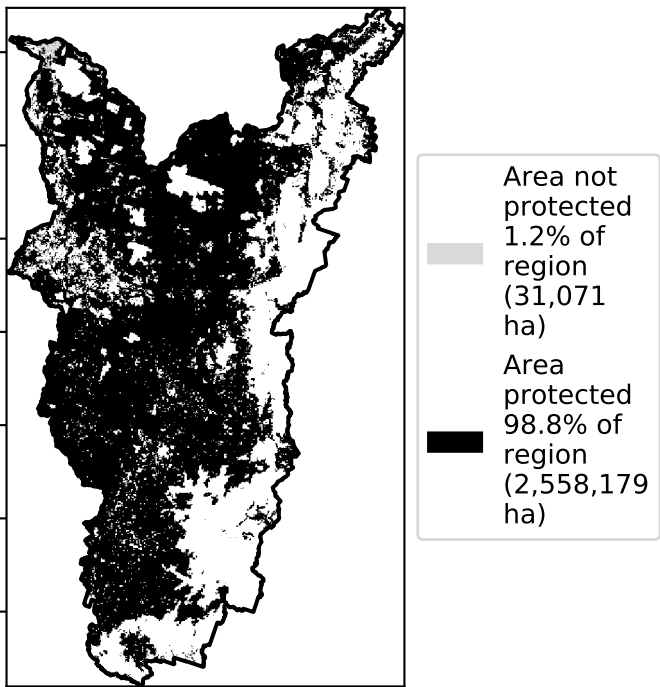 Area not
protected
1.2% of
region
(31,071
ha)
Area
protected
98.8% of
region
(2,558,179
ha)